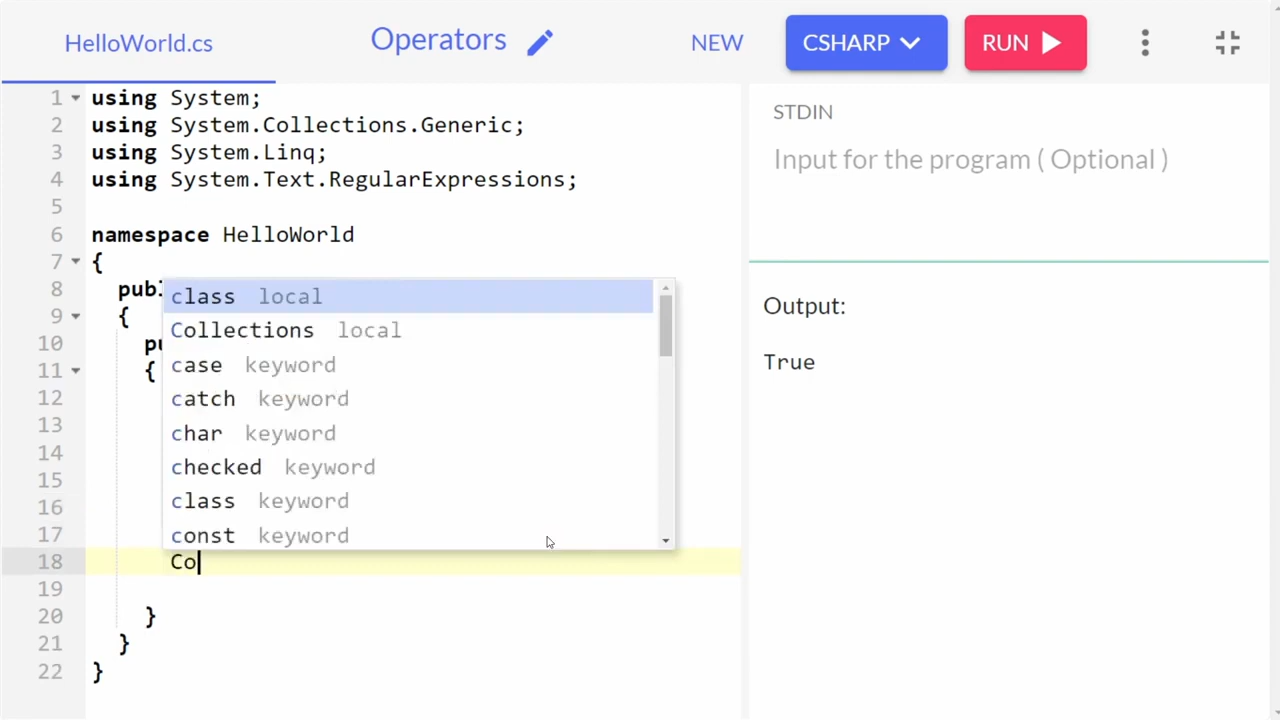 HelloWorld.cs
Operators
NEW
CSHARP
RUN
1 using System;
2 using System.Collections.Generic;
3 using System.Linq;
4 using System.Text.RegularExpressions;
5
6 namespace HelloWorld
7 {
8 publ
9 {
10 pu
11 {
12
13
14
15
16
17
18 Co
19
20 }
21 }
22 }
class local
Collections local
case keyword
catch keyword
char keyword
checked keyword
class keyword
const keyword
STDIN
Input for the program ( Optional )
Output:
True